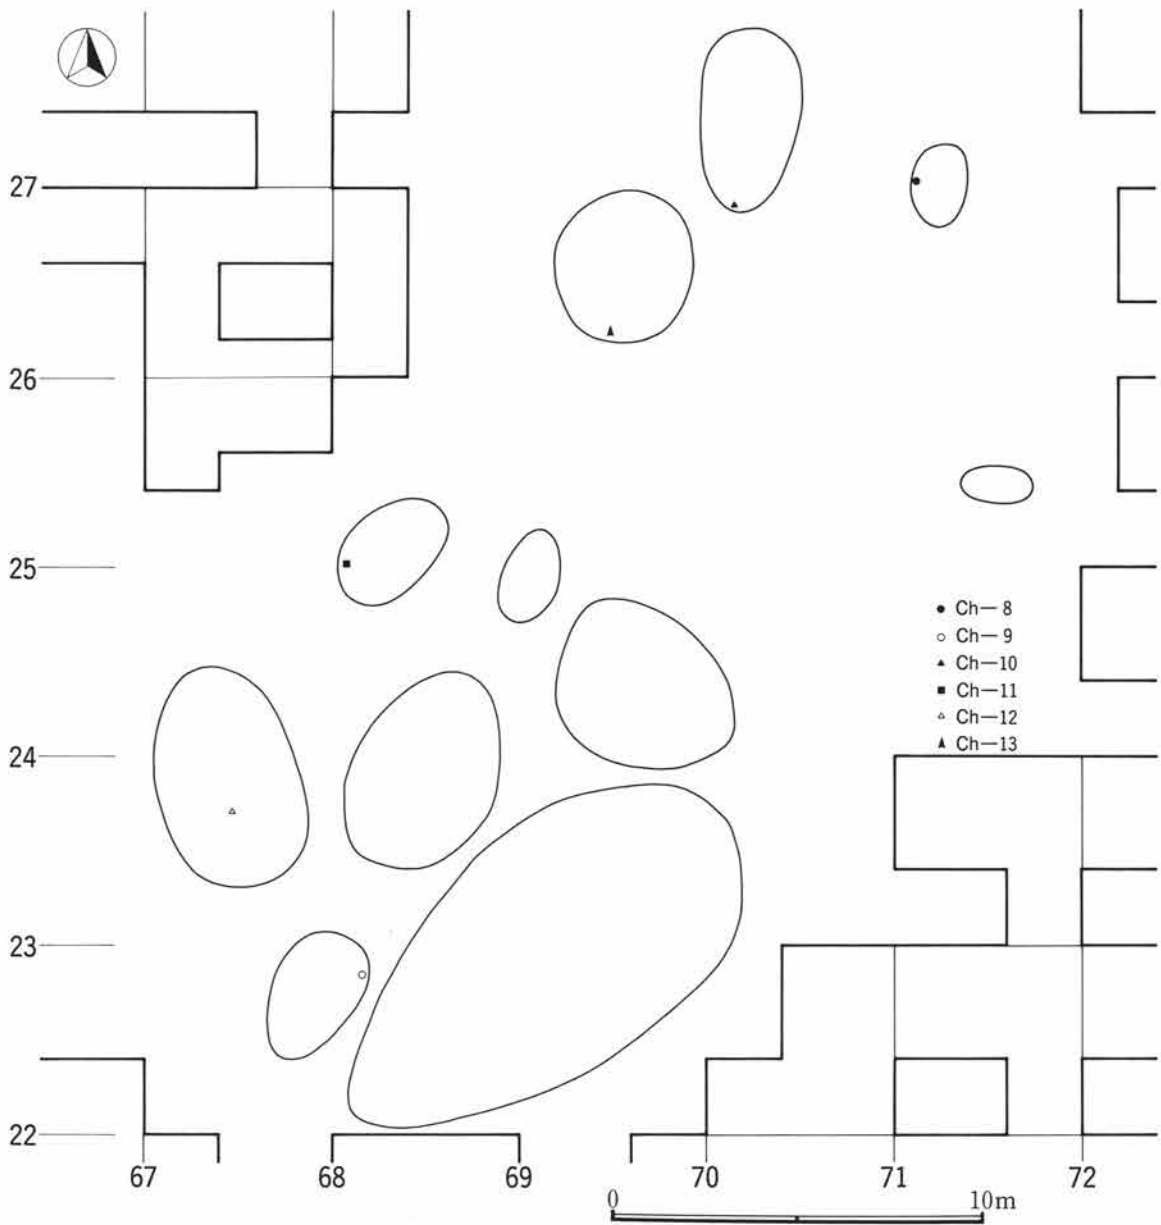 27
26
25
● Ch—8
○ Ch—9
▲ Ch—10
■ Ch—11
△ Ch—12
▲ Ch—13
24
23
22
67 68 69 70 71 72
0 10m